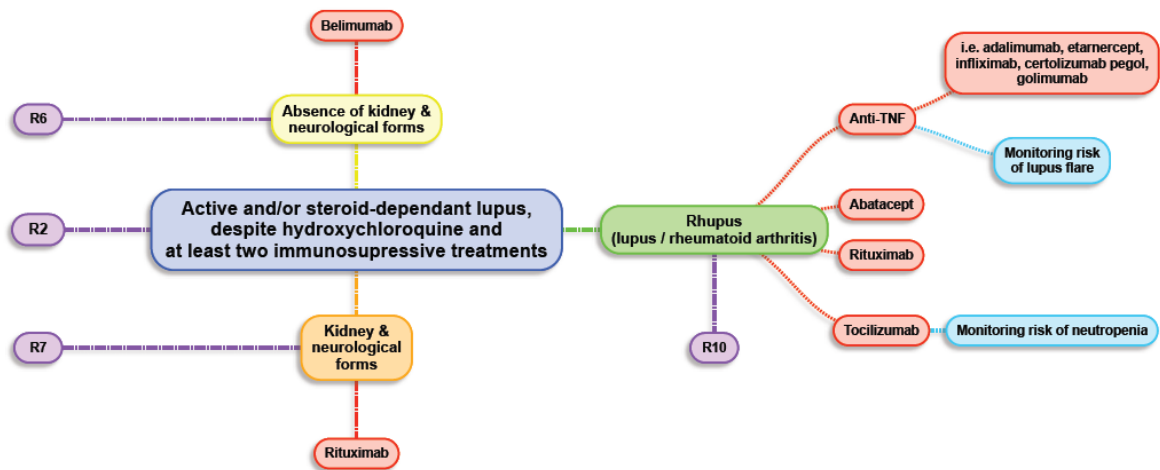 Belimumab
i.e. adalimumab, etarnercept,
infliximab, certolizumab pegol,
golimumab
R6
Absence of kidney &
neurological forms
Anti-TNF
Monitoring risk
of lupus flare
R2
Active and/or steroid-dependant lupus,
despite hydroxychloroquine and
at least two immunosupressive treatments
Rhupus
(lupus / rheumatoid arthritis)
Abatacept
Rituximab
R7
Kidney &
neurological
forms
R10
Tocilizumab
Monitoring risk of neutropenia
Rituximab